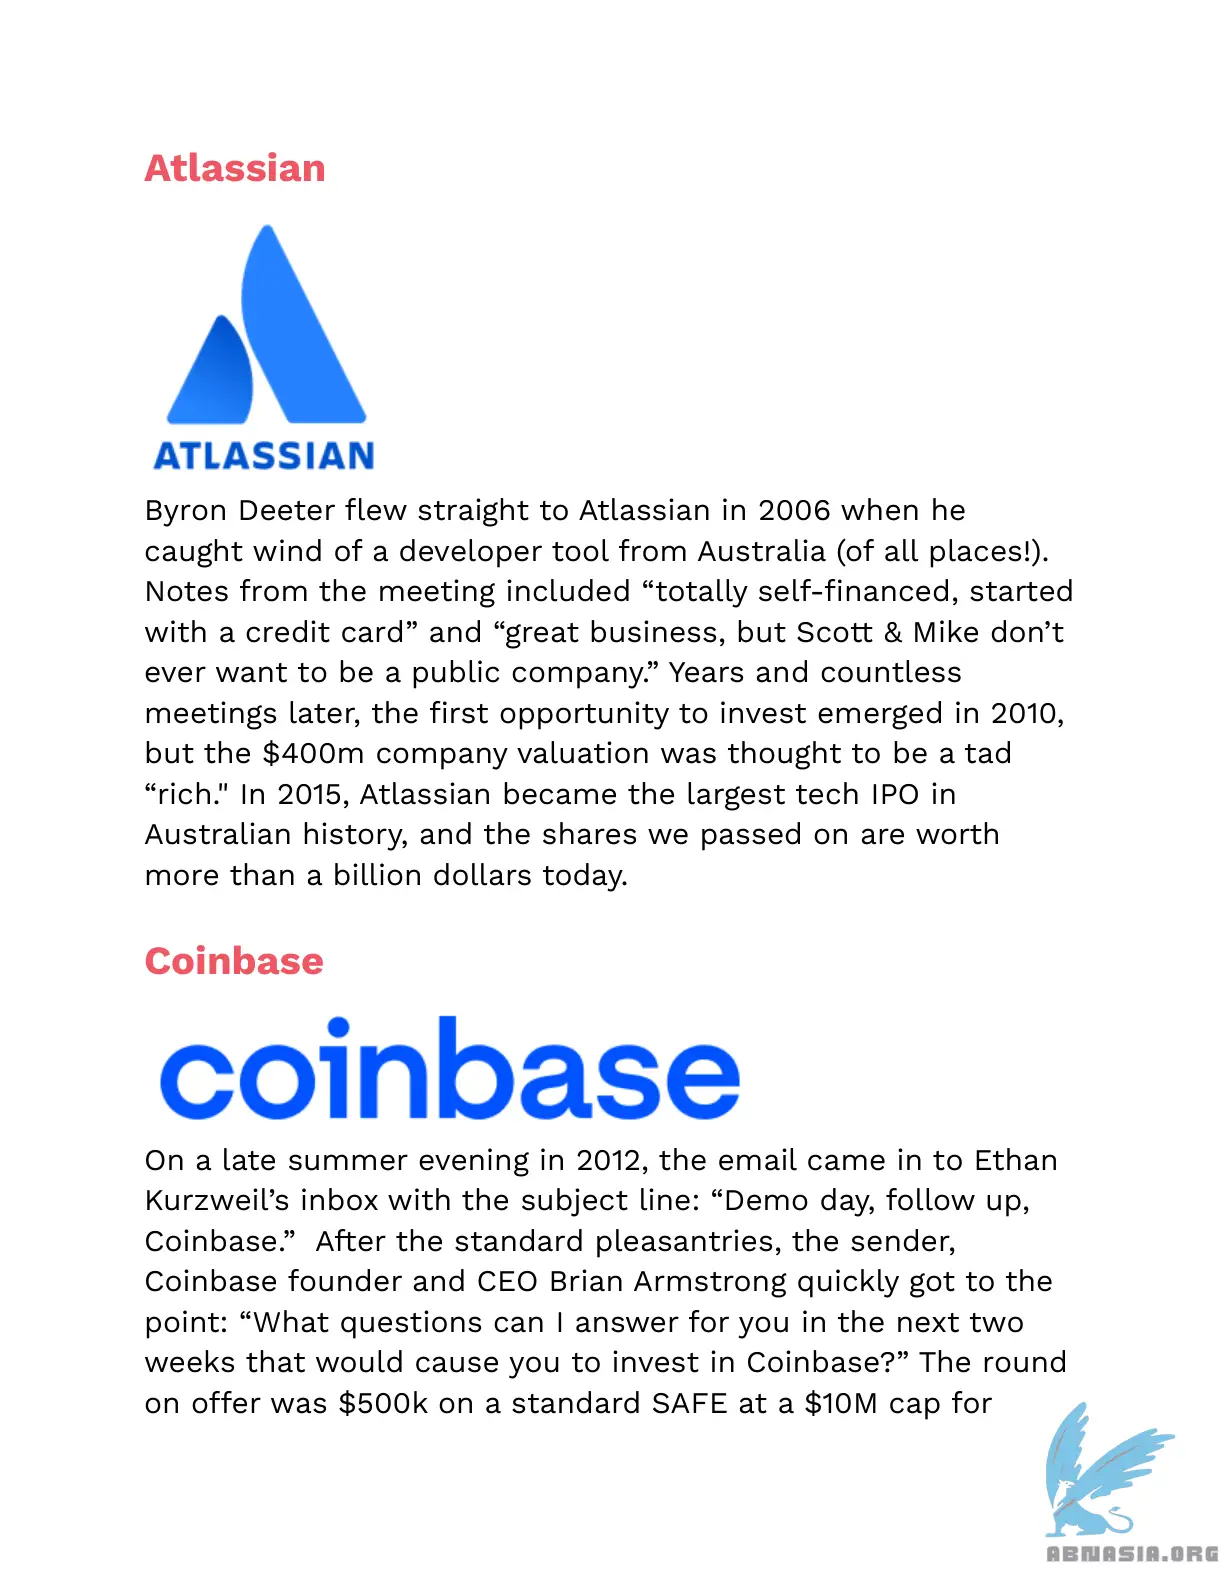 Atlassian
ATLASSIAN
Byron Deeter flew straight to Atlassian in 2006 when he
caught wind of a developer tool from Australia (of all places!).
Notes from the meeting included “totally self-financed, started
with a credit card” and “great business, but Scott & Mike don’t
ever want to be a public company.” Years and countless
meetings later, the first opportunity to invest emerged in 2010,
but the $400m company valuation was thought to be a tad
“rich." In 2015, Atlassian became the largest tech IPO in
Australian history, and the shares we passed on are worth
more than a billion dollars today.
Coinbase
coinbase
On a late summer evening in 2012, the email came in to Ethan
Kurzweil’s inbox with the subject line: “Demo day, follow up,
Coinbase.”  After the standard pleasantries, the sender,
Coinbase founder and CEO Brian Armstrong quickly got to the
point: “What questions can I answer for you in the next two
weeks that would cause you to invest in Coinbase?” The round
on offer was $500k on a standard SAFE at a $10M cap for
ABNASIA.ORG